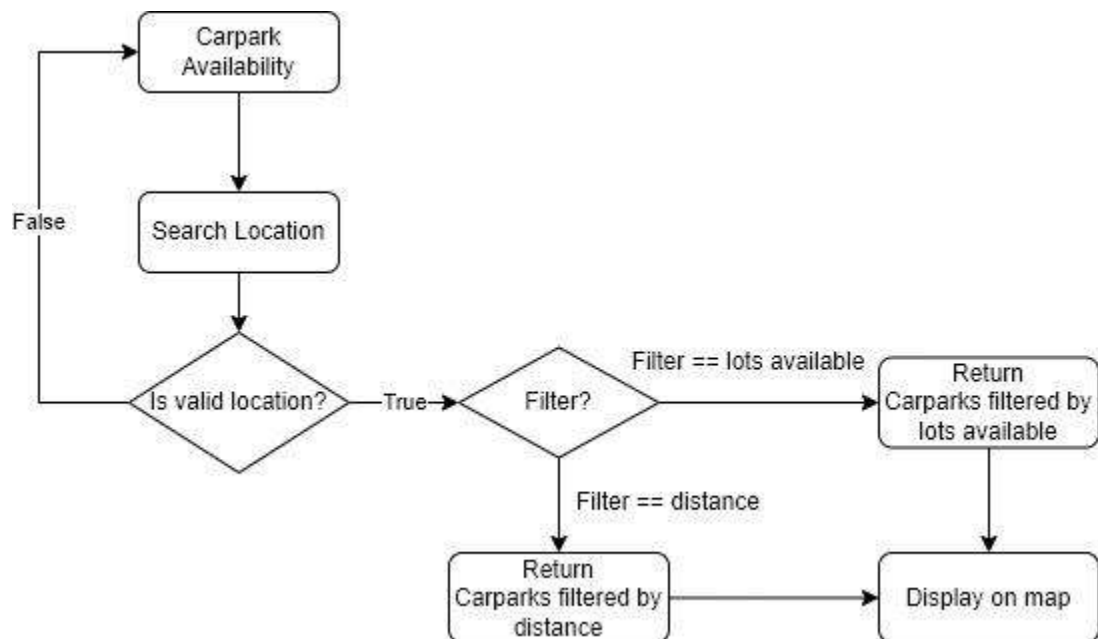 Carpark
Availability
False
Search Location
Is valid location?
True
Filter?
Filter == lots available
Return
Carparks filtered by
lots available
Filter == distance
Return
Carparks filtered by
distance
Display on map